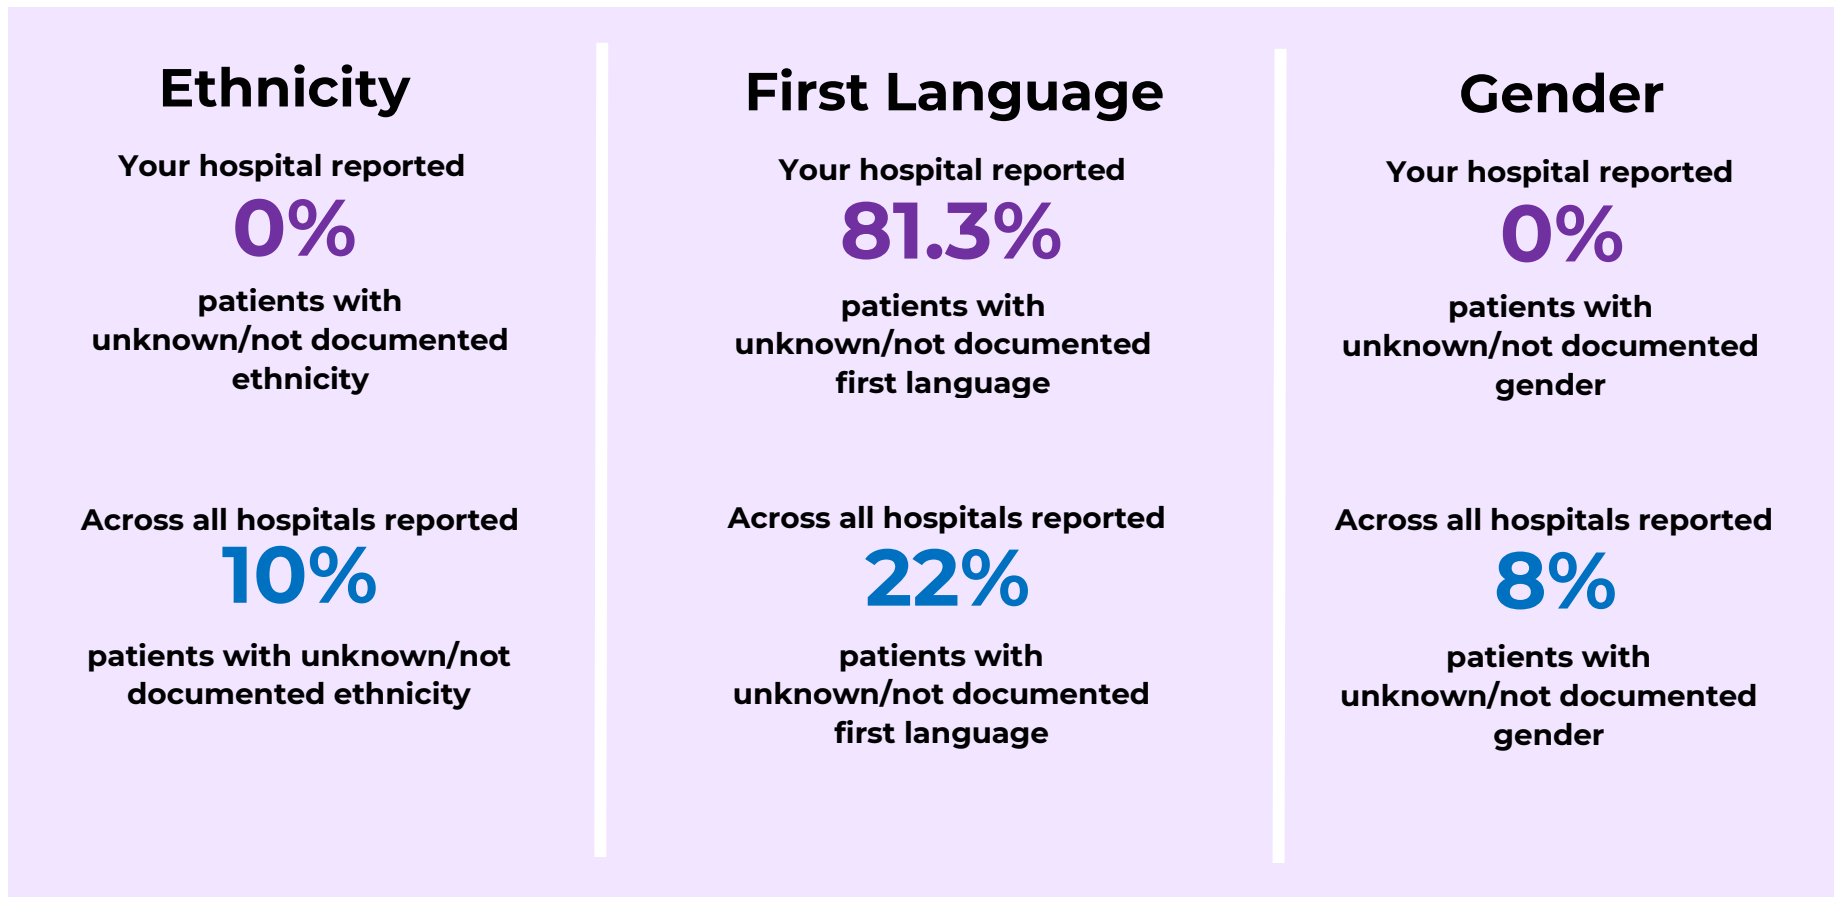 Ethnicity
Your hospital reported
0%
patients with
unknown/not documented
ethnicity
Across all hospitals reported
10%
patients with unknown/not
documented ethnicity
First Language
Your hospital reported
81.3%
patients with
unknown/not documented
first language
Across all hospitals reported
22%
patients with
unknown/not documented
first language
Gender
Your hospital reported
0%
patients with
unknown/not documented
gender
Across all hospitals reported
8%
patients with
unknown/not documented
gender